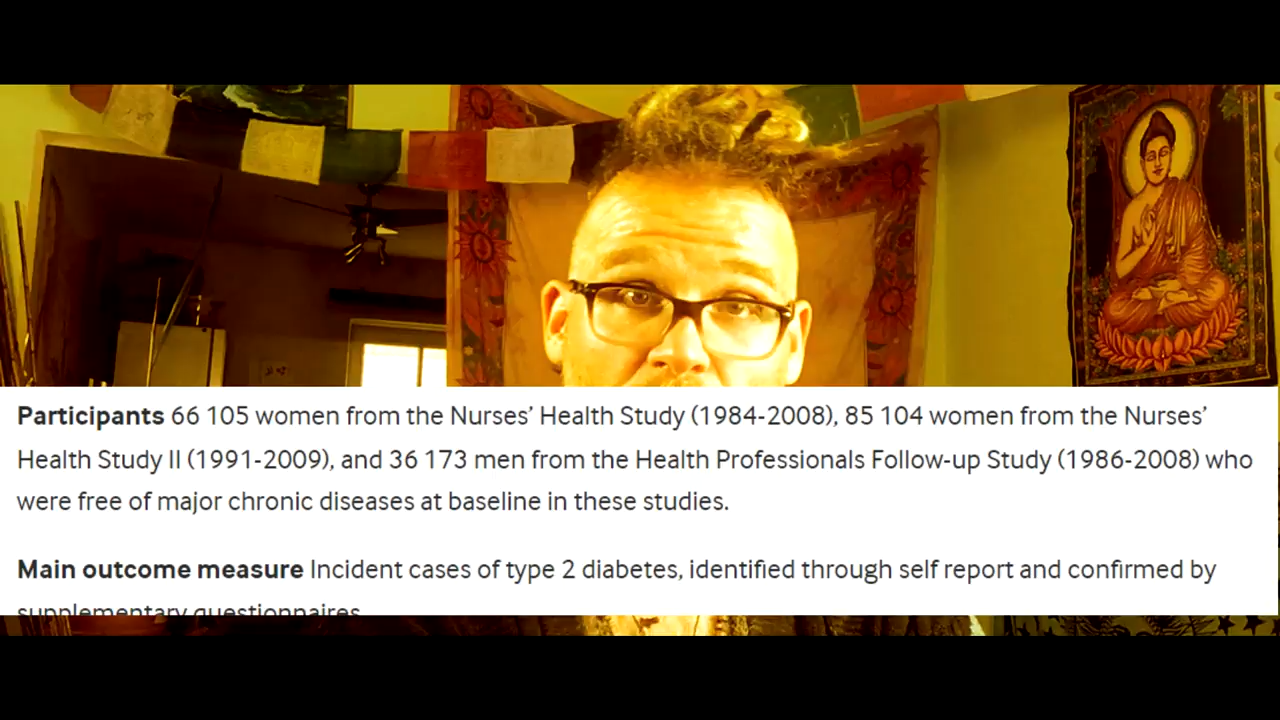 Participants 66 105 women from the Nurses’ Health Study (1984-2008), 85 104 women from the Nurses’
Health Study II (1991-2009), and 36 173 men from the Health Professionals Follow-up Study (1986-2008) who
were free of major chronic diseases at baseline in these studies.
Main outcome measure Incident cases of type 2 diabetes, identified through self report and confirmed by
supplementary questionnaires.